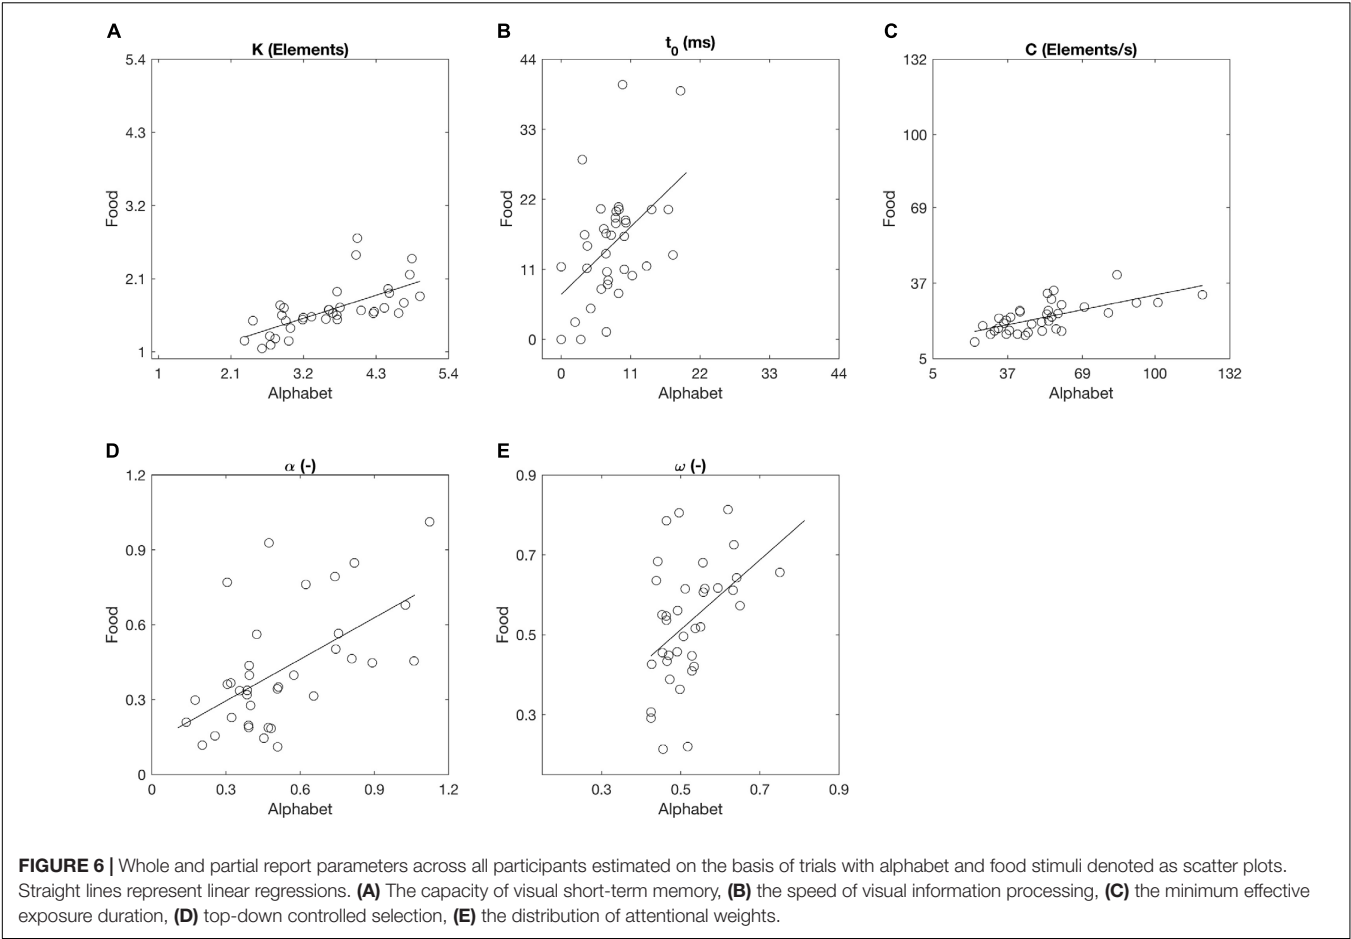 A
K (Elements)
5.4
4.3
3.2
2.1
1
Food
1 2.1 3.2 4.3 5.4
Alphabet
B
t0 (ms)
44
33
22
11
0
Food
0 11 22 33 44
Alphabet
C
C (Elements/s)
132
100
69
37
5
Food
5 37 69 100 132
Alphabet
D
α (-)
1.2
0.9
0.6
0.3
0
Food
0 0.3 0.6 0.9 1.2
Alphabet
E
ω (-)
0.9
0.7
0.5
0.3
Food
0.3 0.5 0.7 0.9
Alphabet
FIGURE 6 | Whole and partial report parameters across all participants estimated on the basis of trials with alphabet and food stimuli denoted as scatter plots.
Straight lines represent linear regressions. (A) The capacity of visual short-term memory, (B) the speed of visual information processing, (C) the minimum effective
exposure duration, (D) top-down controlled selection, (E) the distribution of attentional weights.